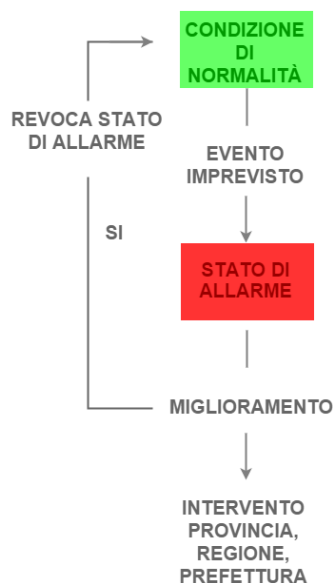 CONDIZIONE
DI
NORMALITÀ
REVOCA STATO
DI ALLARME
EVENTO
IMPREVISTO
SI
STATO DI
ALLARME
MIGLIORAMENTO
INTERVENTO
PROVINCIA,
REGIONE,
PREFETTURA